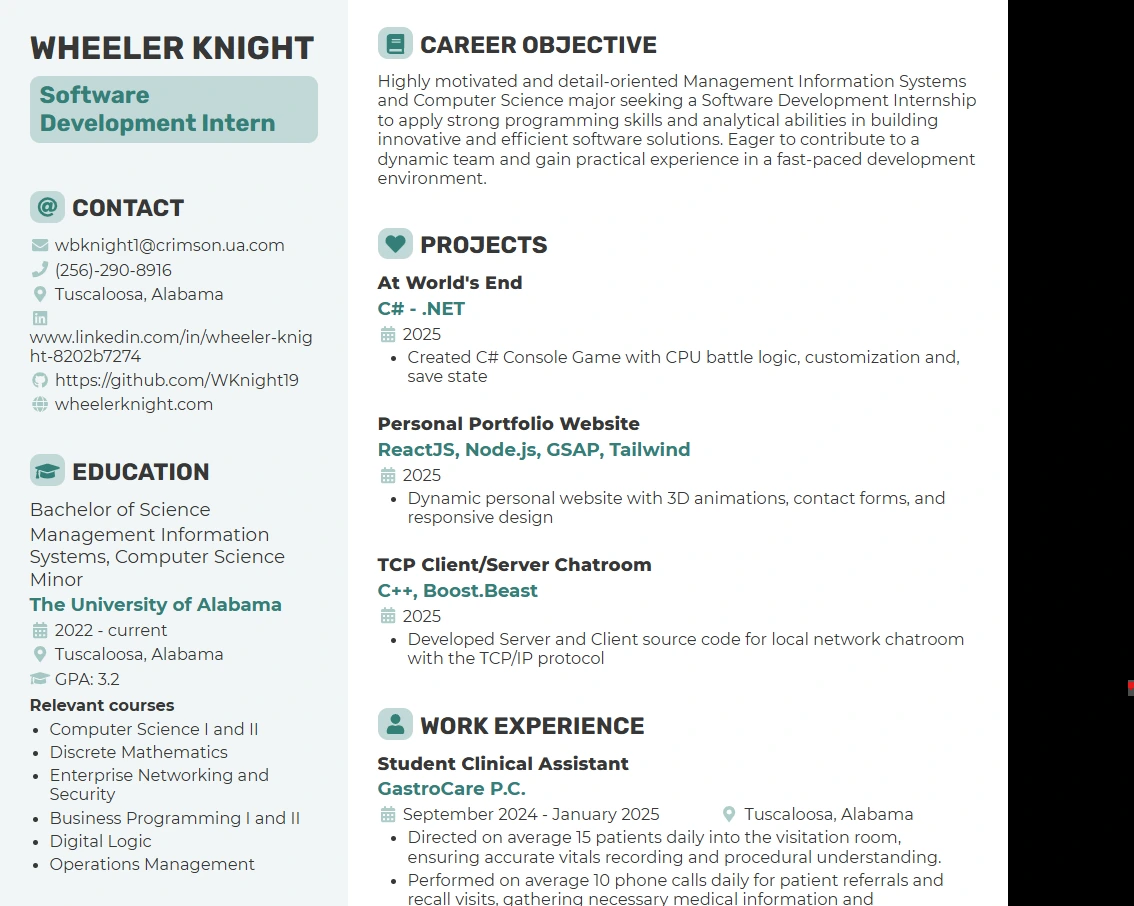 WHEELER KNIGHT
Software
Development Intern
CONTACT
wbknight1@crimson.ua.com
(256)-290-8916
Tuscaloosa, Alabama
www.linkedin.com/in/wheeler-knig
ht-8202b7274
https://github.com/WKnight19
wheelerknight.com
EDUCATION
Bachelor of Science
Management Information
Systems, Computer Science
Minor
The University of Alabama
2022 - current
Tuscaloosa, Alabama
GPA: 3.2
Relevant courses
• Computer Science I and II
• Discrete Mathematics
• Enterprise Networking and
Security
• Business Programming I and II
• Digital Logic
• Operations Management
CAREER OBJECTIVE
Highly motivated and detail-oriented Management Information Systems
and Computer Science major seeking a Software Development Internship
to apply strong programming skills and analytical abilities in building
innovative and efficient software solutions. Eager to contribute to a
dynamic team and gain practical experience in a fast-paced development
environment.
PROJECTS
At World's End
C# - .NET
2025
• Created C# Console Game with CPU battle logic, customization and,
save state
Personal Portfolio Website
ReactJS, Node.js, GSAP, Tailwind
2025
• Dynamic personal website with 3D animations, contact forms, and
responsive design
TCP Client/Server Chatroom
C++, Boost.Beast
2025
• Developed Server and Client source code for local network chatroom
with the TCP/IP protocol
WORK EXPERIENCE
Student Clinical Assistant
GastroCare P.C.
September 2024 - January 2025 Tuscaloosa, Alabama
• Directed on average 15 patients daily into the visitation room,
ensuring accurate vitals recording and procedural understanding.
• Performed on average 10 phone calls daily for patient referrals and
recall visits, gathering necessary medical information and